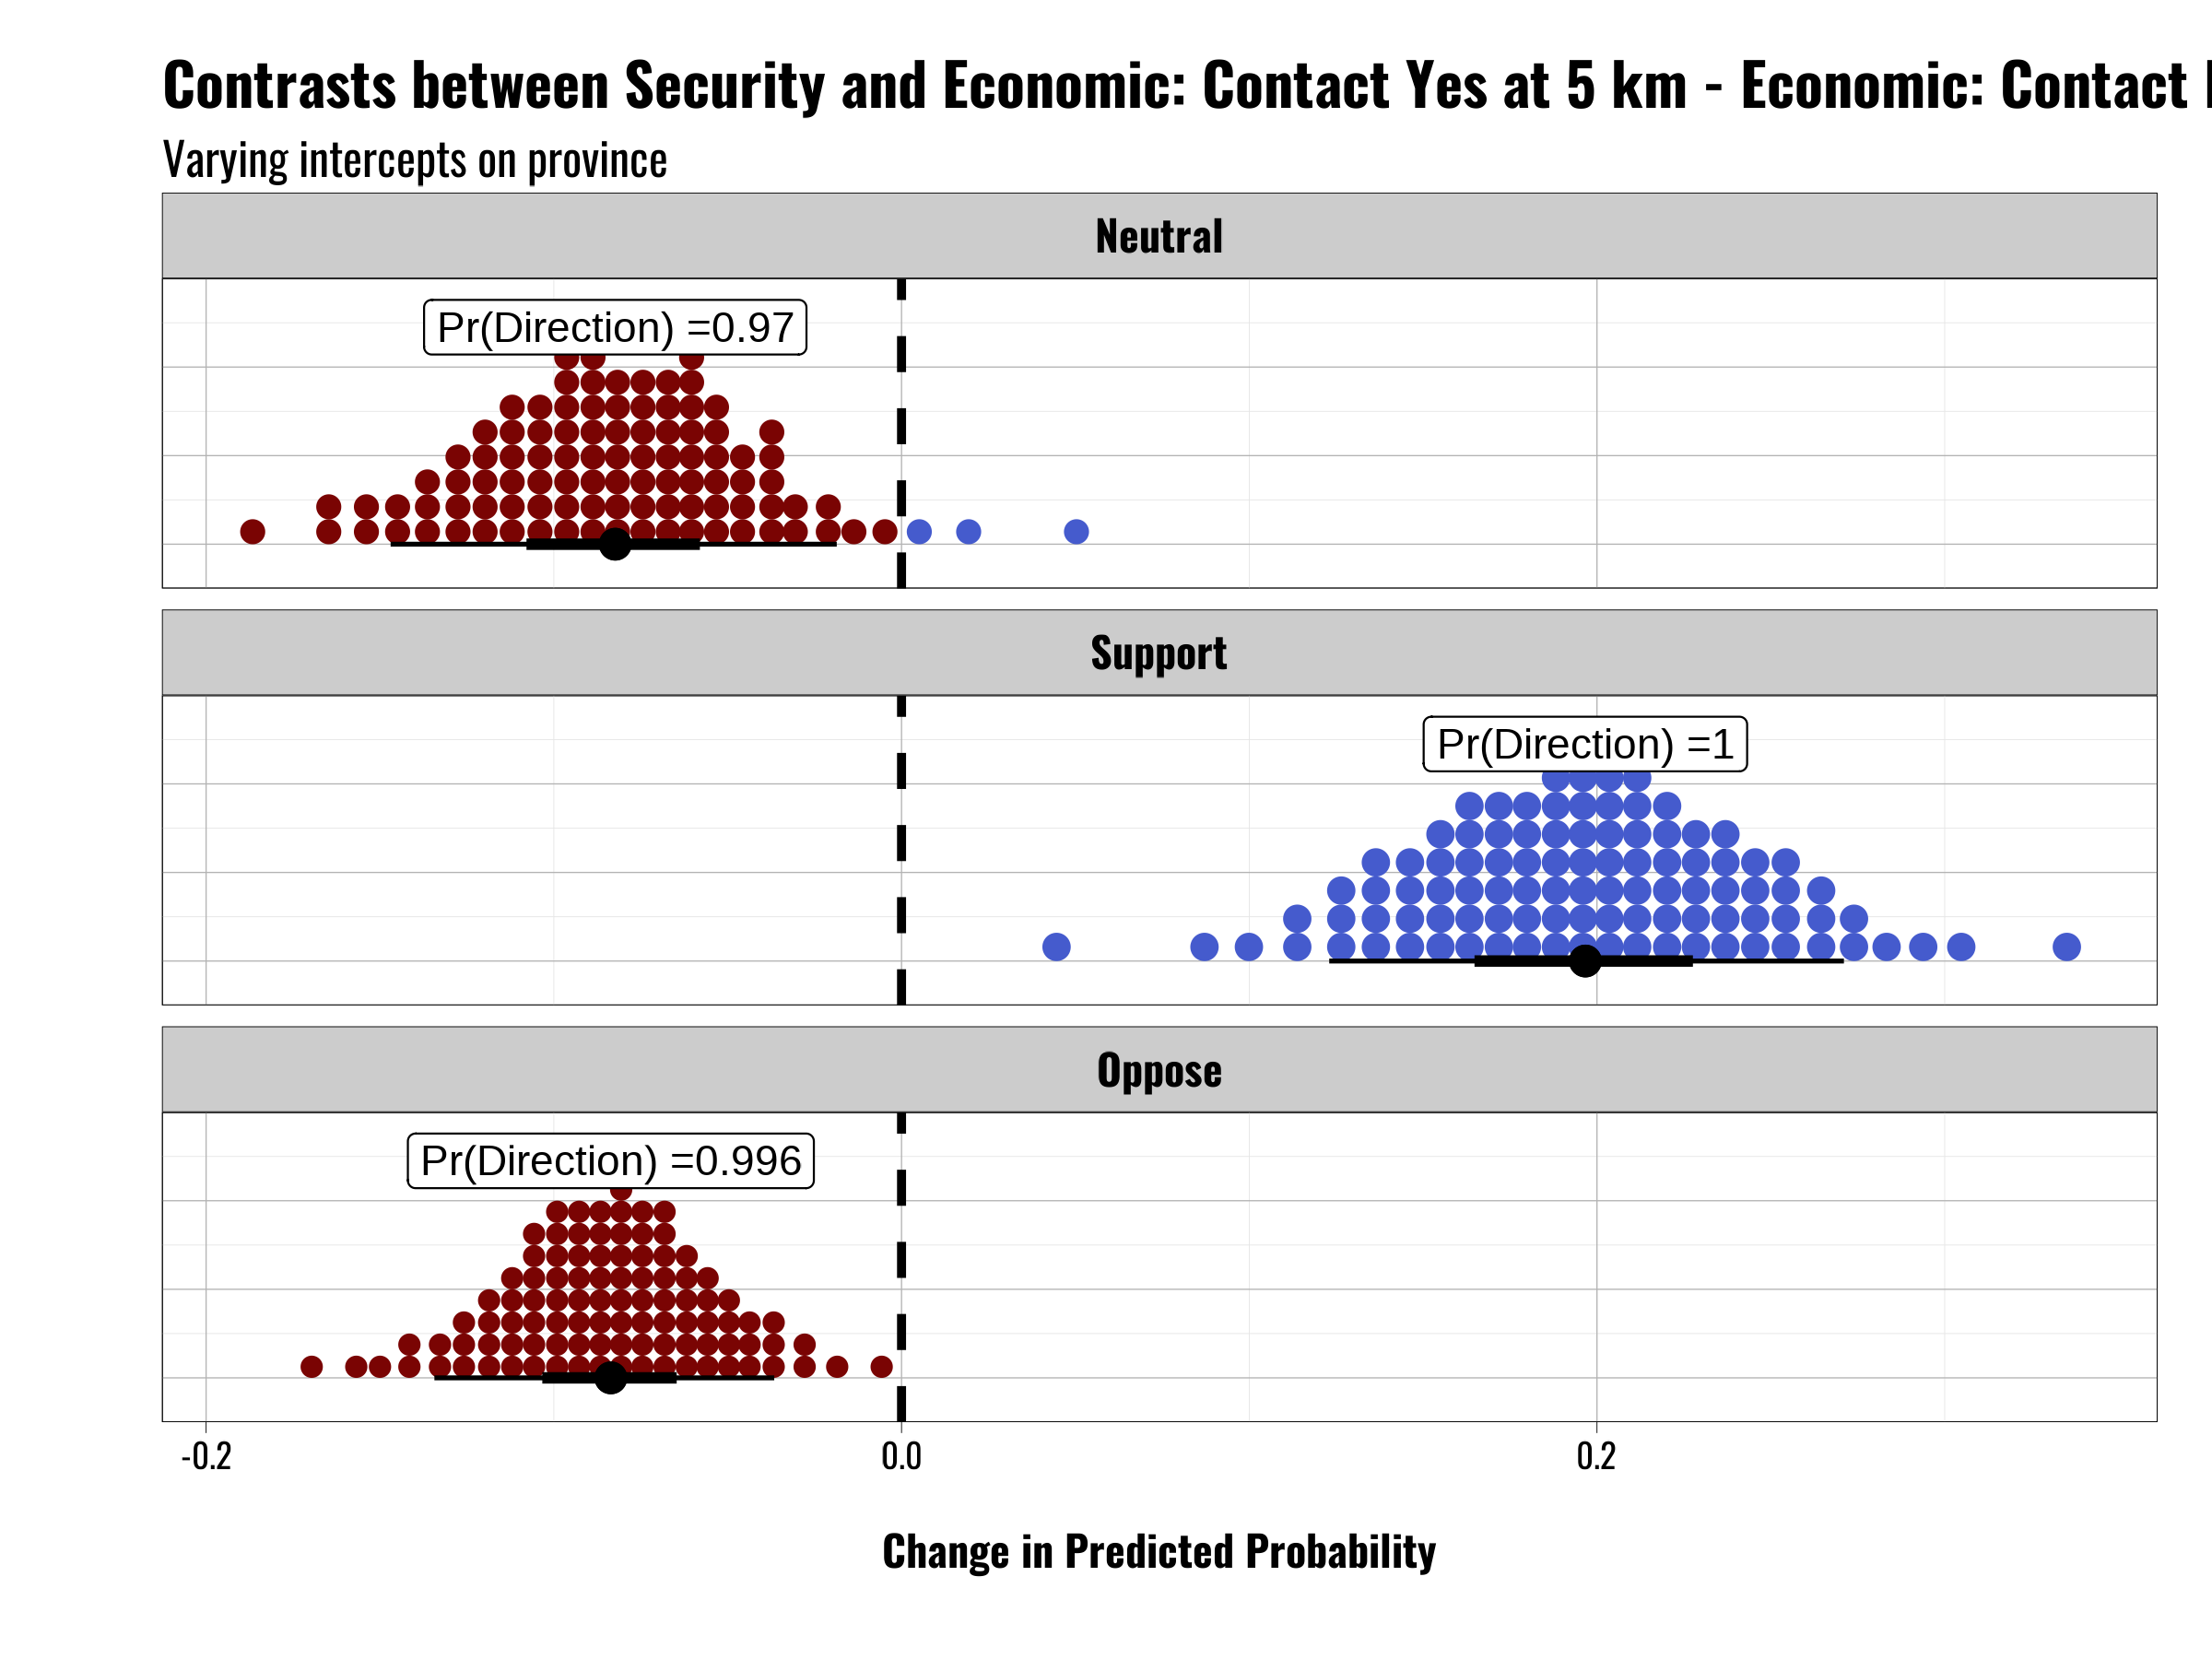 Contrasts between Security and Economic: Contact Yes at 5 km - Economic: Contact
Varying intercepts on province
Neutral
Pr(Direction) =0.97
Support
Pr(Direction) =1
Oppose
Pr(Direction) =0.996
-0.2 0.0 0.2
Change in Predicted Probability